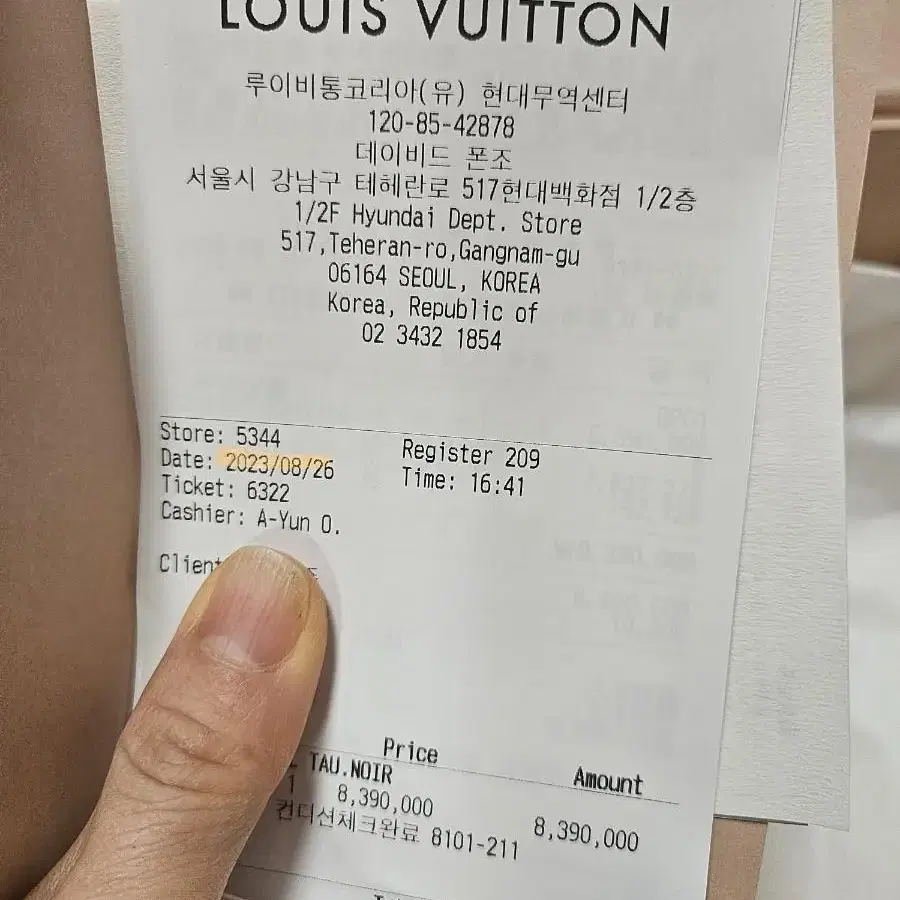 LOUIS VUITTON
루이비통코리아(유) 현대무역센터
120-85-42878
데이비드 폰조
서울시 강남구 테헤란로 517현대백화점 1/2층
1/2F Hyundai Dept. Store
517,Teheran-ro,Gangnam-gu
06164 SEOUL, KOREA
Korea, Republic of
02 3432 1854
Store: 5344 Register 209
Date: 2023/08/26 Time: 16:41
Ticket: 6322
Cashier: A-Yun O.
Client
Price Amount
TAU.NOIR
1 8,390,000 8,390,000
컨디션체크완료 8101-211